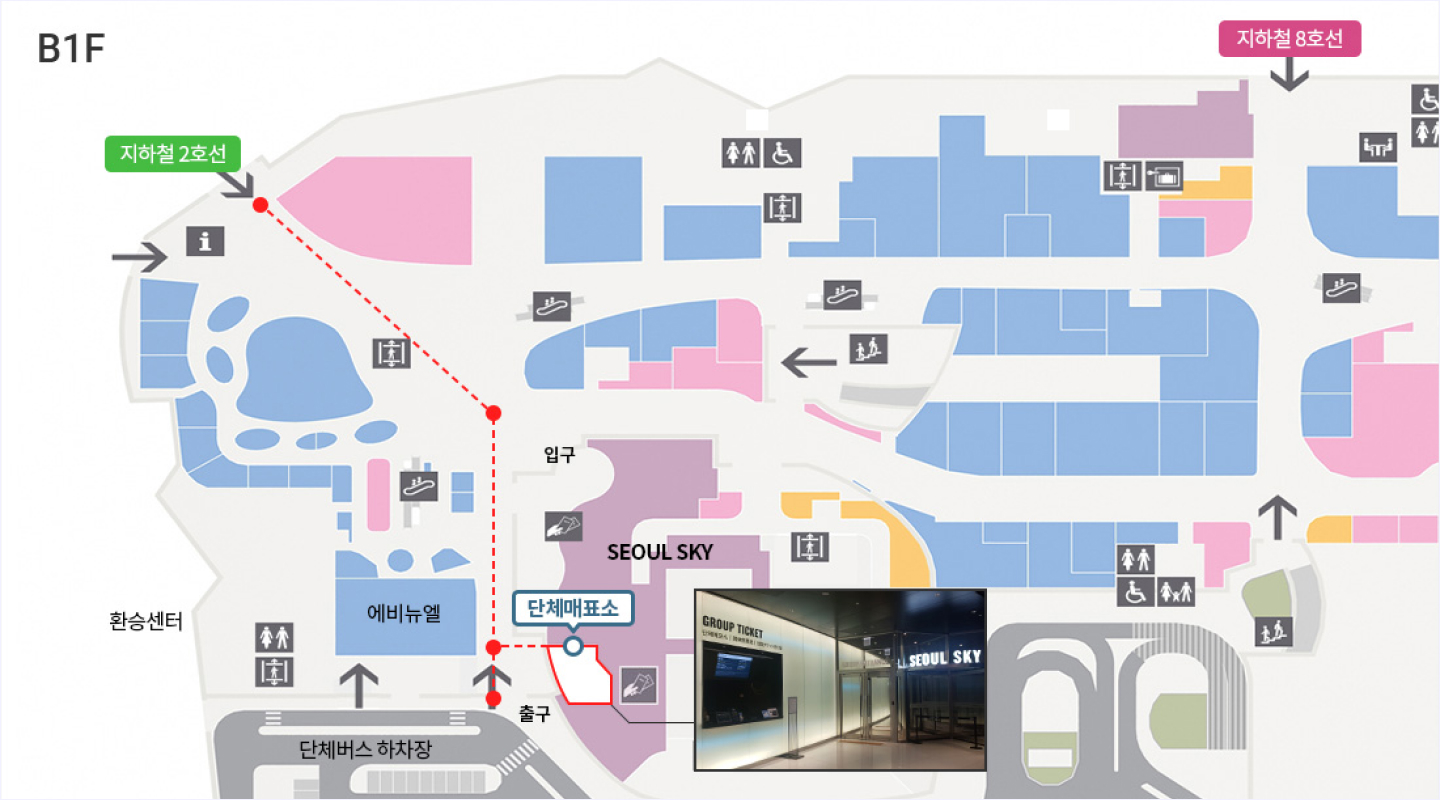 B1F
지하철 8호선
지하철 2호선
입구
SEOUL SKY
단체매표소
에비뉴엘
환승센터
출구
단체버스 하차장
GROUP TICKET
SEOUL SKY